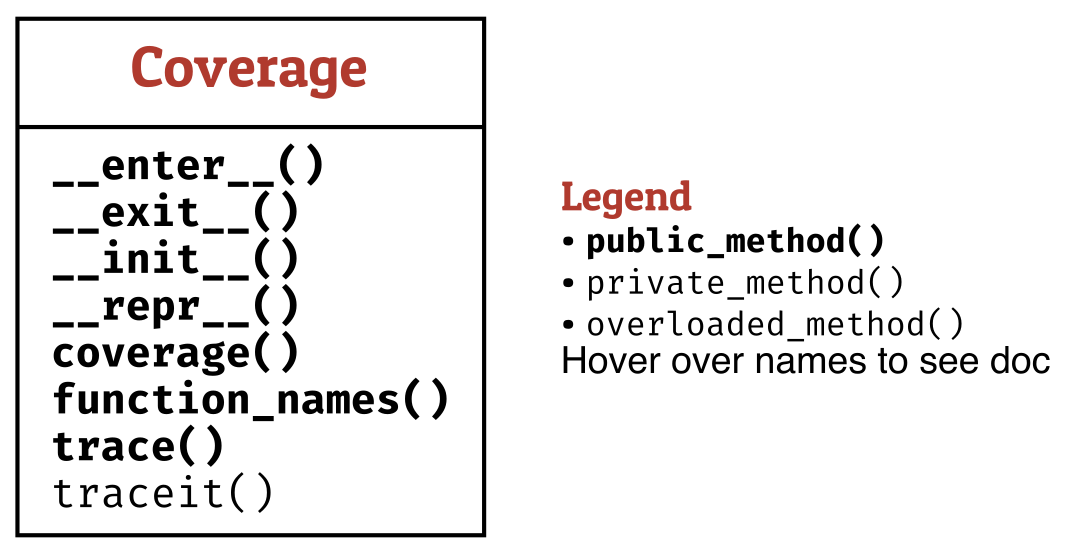 Coverage
__enter__()
__exit__()
__init__()
__repr__()
coverage()
function_names()
trace()
traceit()
Legend
• public_method()
• private_method()
• overloaded_method()
Hover over names to see doc